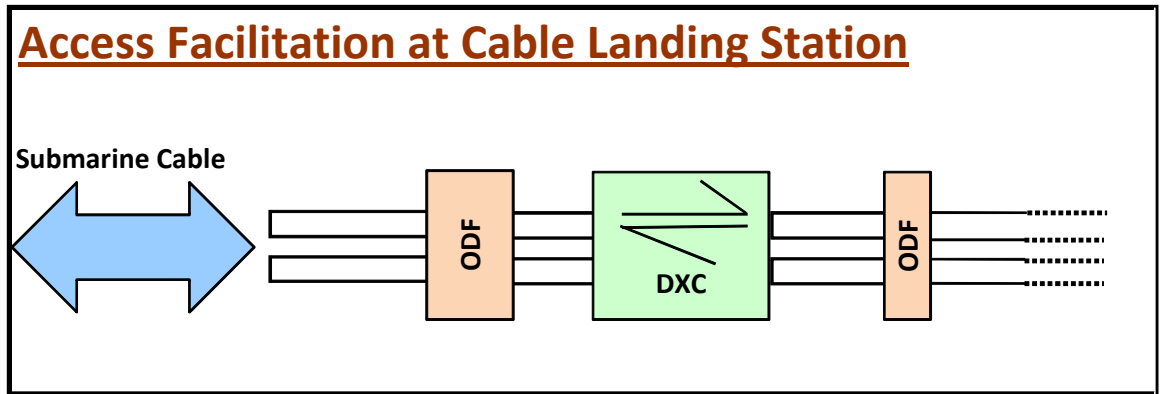 Access Facilitation at Cable Landing Station
Submarine Cable
ODF
DXC
ODF